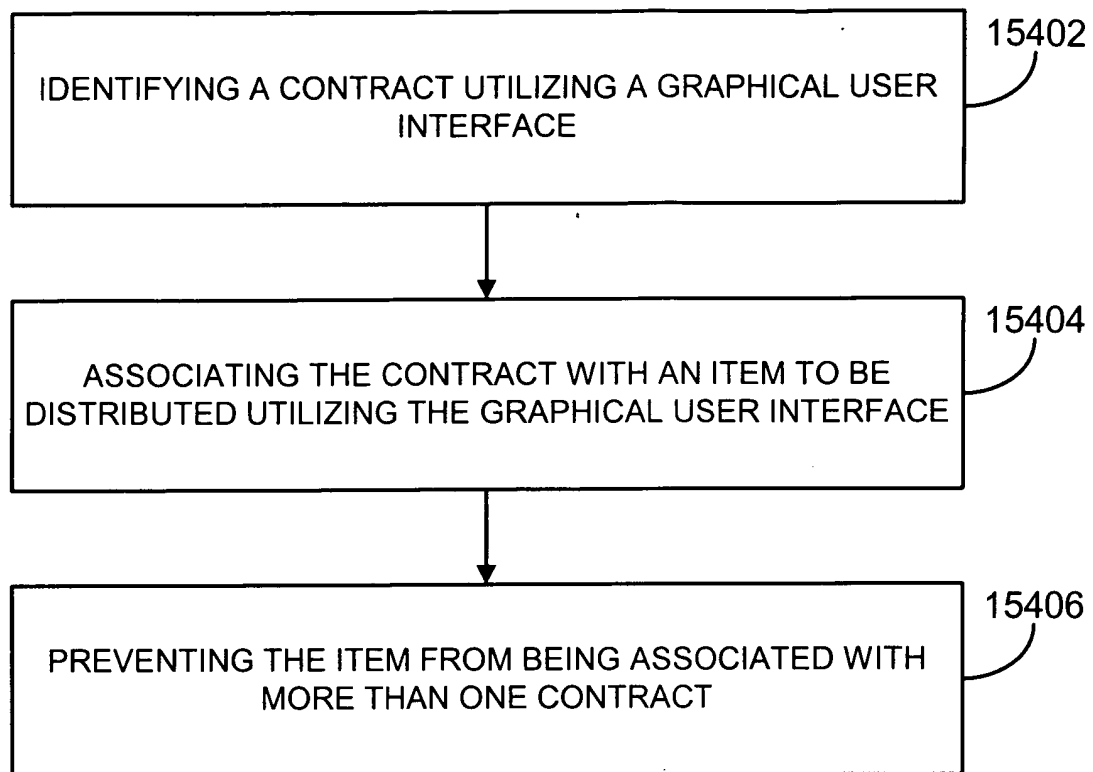 15402
IDENTIFYING A CONTRACT UTILIZING A GRAPHICAL USER
INTERFACE
15404
ASSOCIATING THE CONTRACT WITH AN ITEM TO BE
DISTRIBUTED UTILIZING THE GRAPHICAL USER INTERFACE
15406
PREVENTING THE ITEM FROM BEING ASSOCIATED WITH
MORE THAN ONE CONTRACT